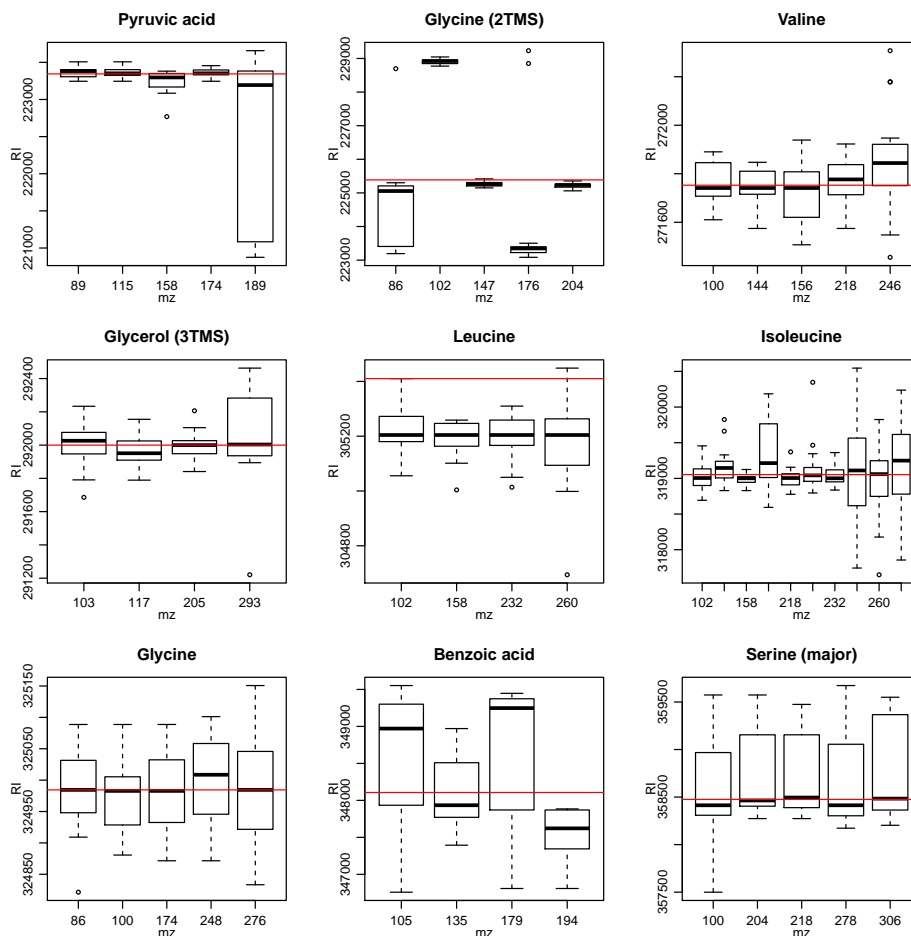 Pyruvic acid
RI
223000
222000
221000
89 115 158 174 189
mz
Glycine (2TMS)
RI
229000
227000
225000
223000
86 102 147 176 204
mz
Valine
RI
272000
271600
100 144 156 218 246
mz
Glycerol (3TMS)
RI
292400
292000
291600
291200
103 117 205 293
mz
Leucine
RI
305200
304800
102 158 232 260
mz
Isoleucine
RI
320000
319000
318000
102 158 218 232 260
mz
Glycine
RI
325150
325050
324950
324850
86 100 174 248 276
mz
Benzoic acid
RI
349000
348000
347000
105 135 179 194
mz
Serine (major)
RI
359500
358500
357500
100 204 218 278 306
mz